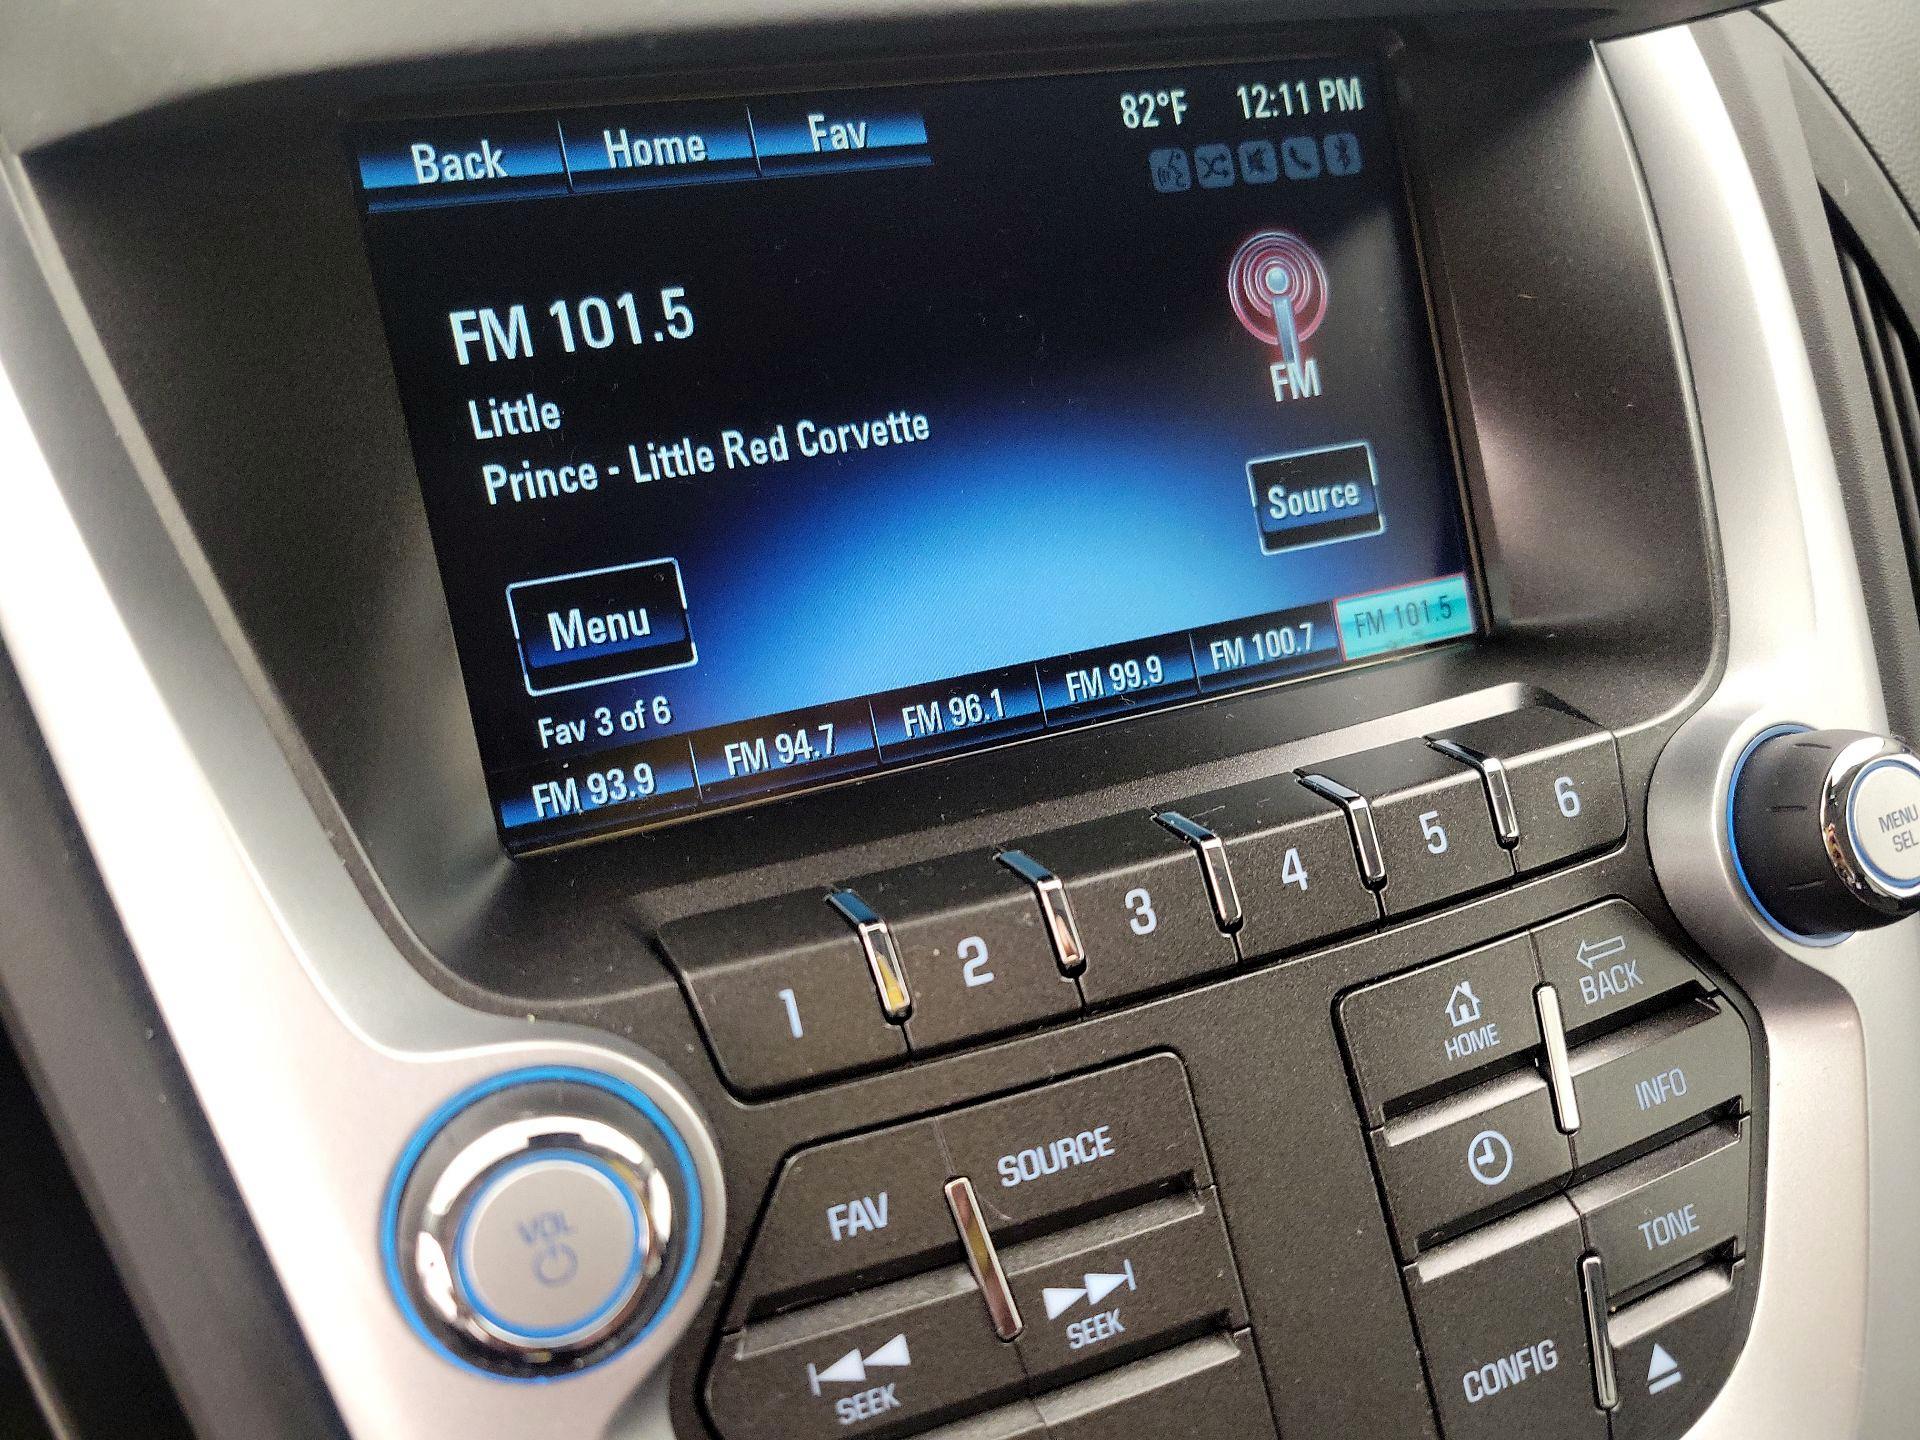 Back Home Fav 82°F 12:11 PM
FM 101.5
Little
Prince - Little Red Corvette
FM
Source
Menu
Fav 3 of 6
FM 93.9 FM 94.7 FM 96.1 FM 99.9 FM 100.7 FM 101.5
1 2 3 4 5 6
MENU
SEL
HOME
BACK
INFO
FAV
SOURCE
VOL
TONE
SEEK
SEEK
CONFIG